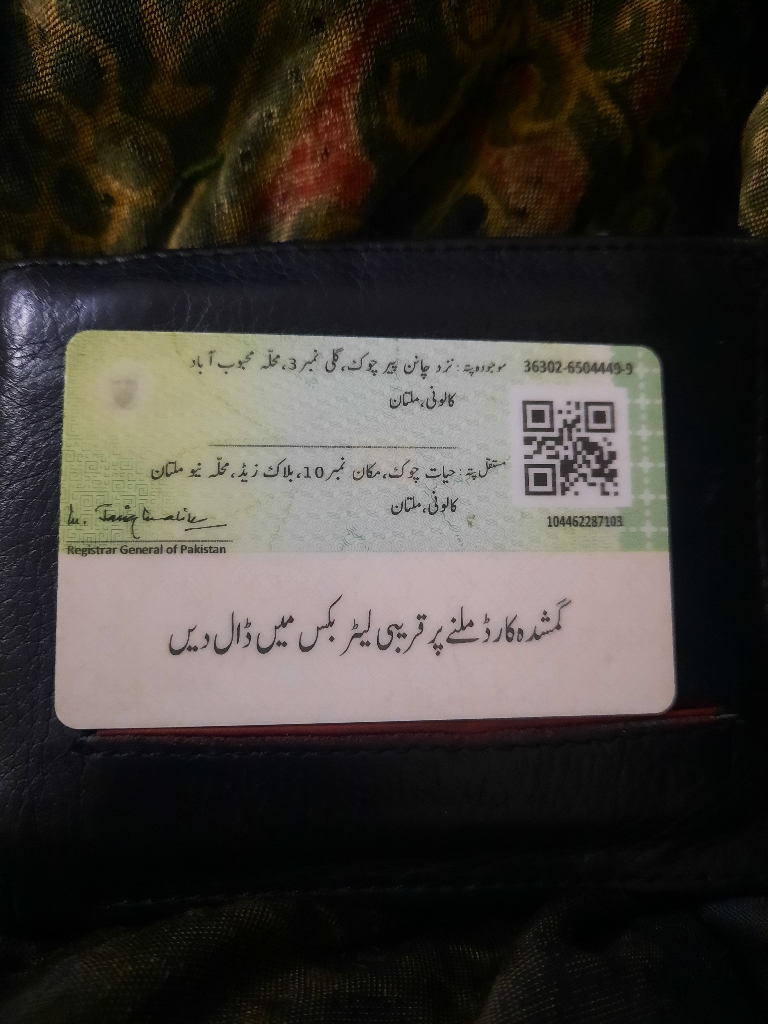 موجودہ پتہ: نزد چانن پیر چوک، گلی نمبر 3، محلّہ محبوب آباد
کالونی، ملتان
36302-6504449-9
مستقل پتہ: حیات چوک، مکان نمبر 10، بلاک زیڈ، محلّہ نیو ملتان
کالونی، ملتان
104462287103
Registrar General of Pakistan
گمشدہ کارڈ ملنے پر قریبی لیٹر بکس میں ڈال دیں